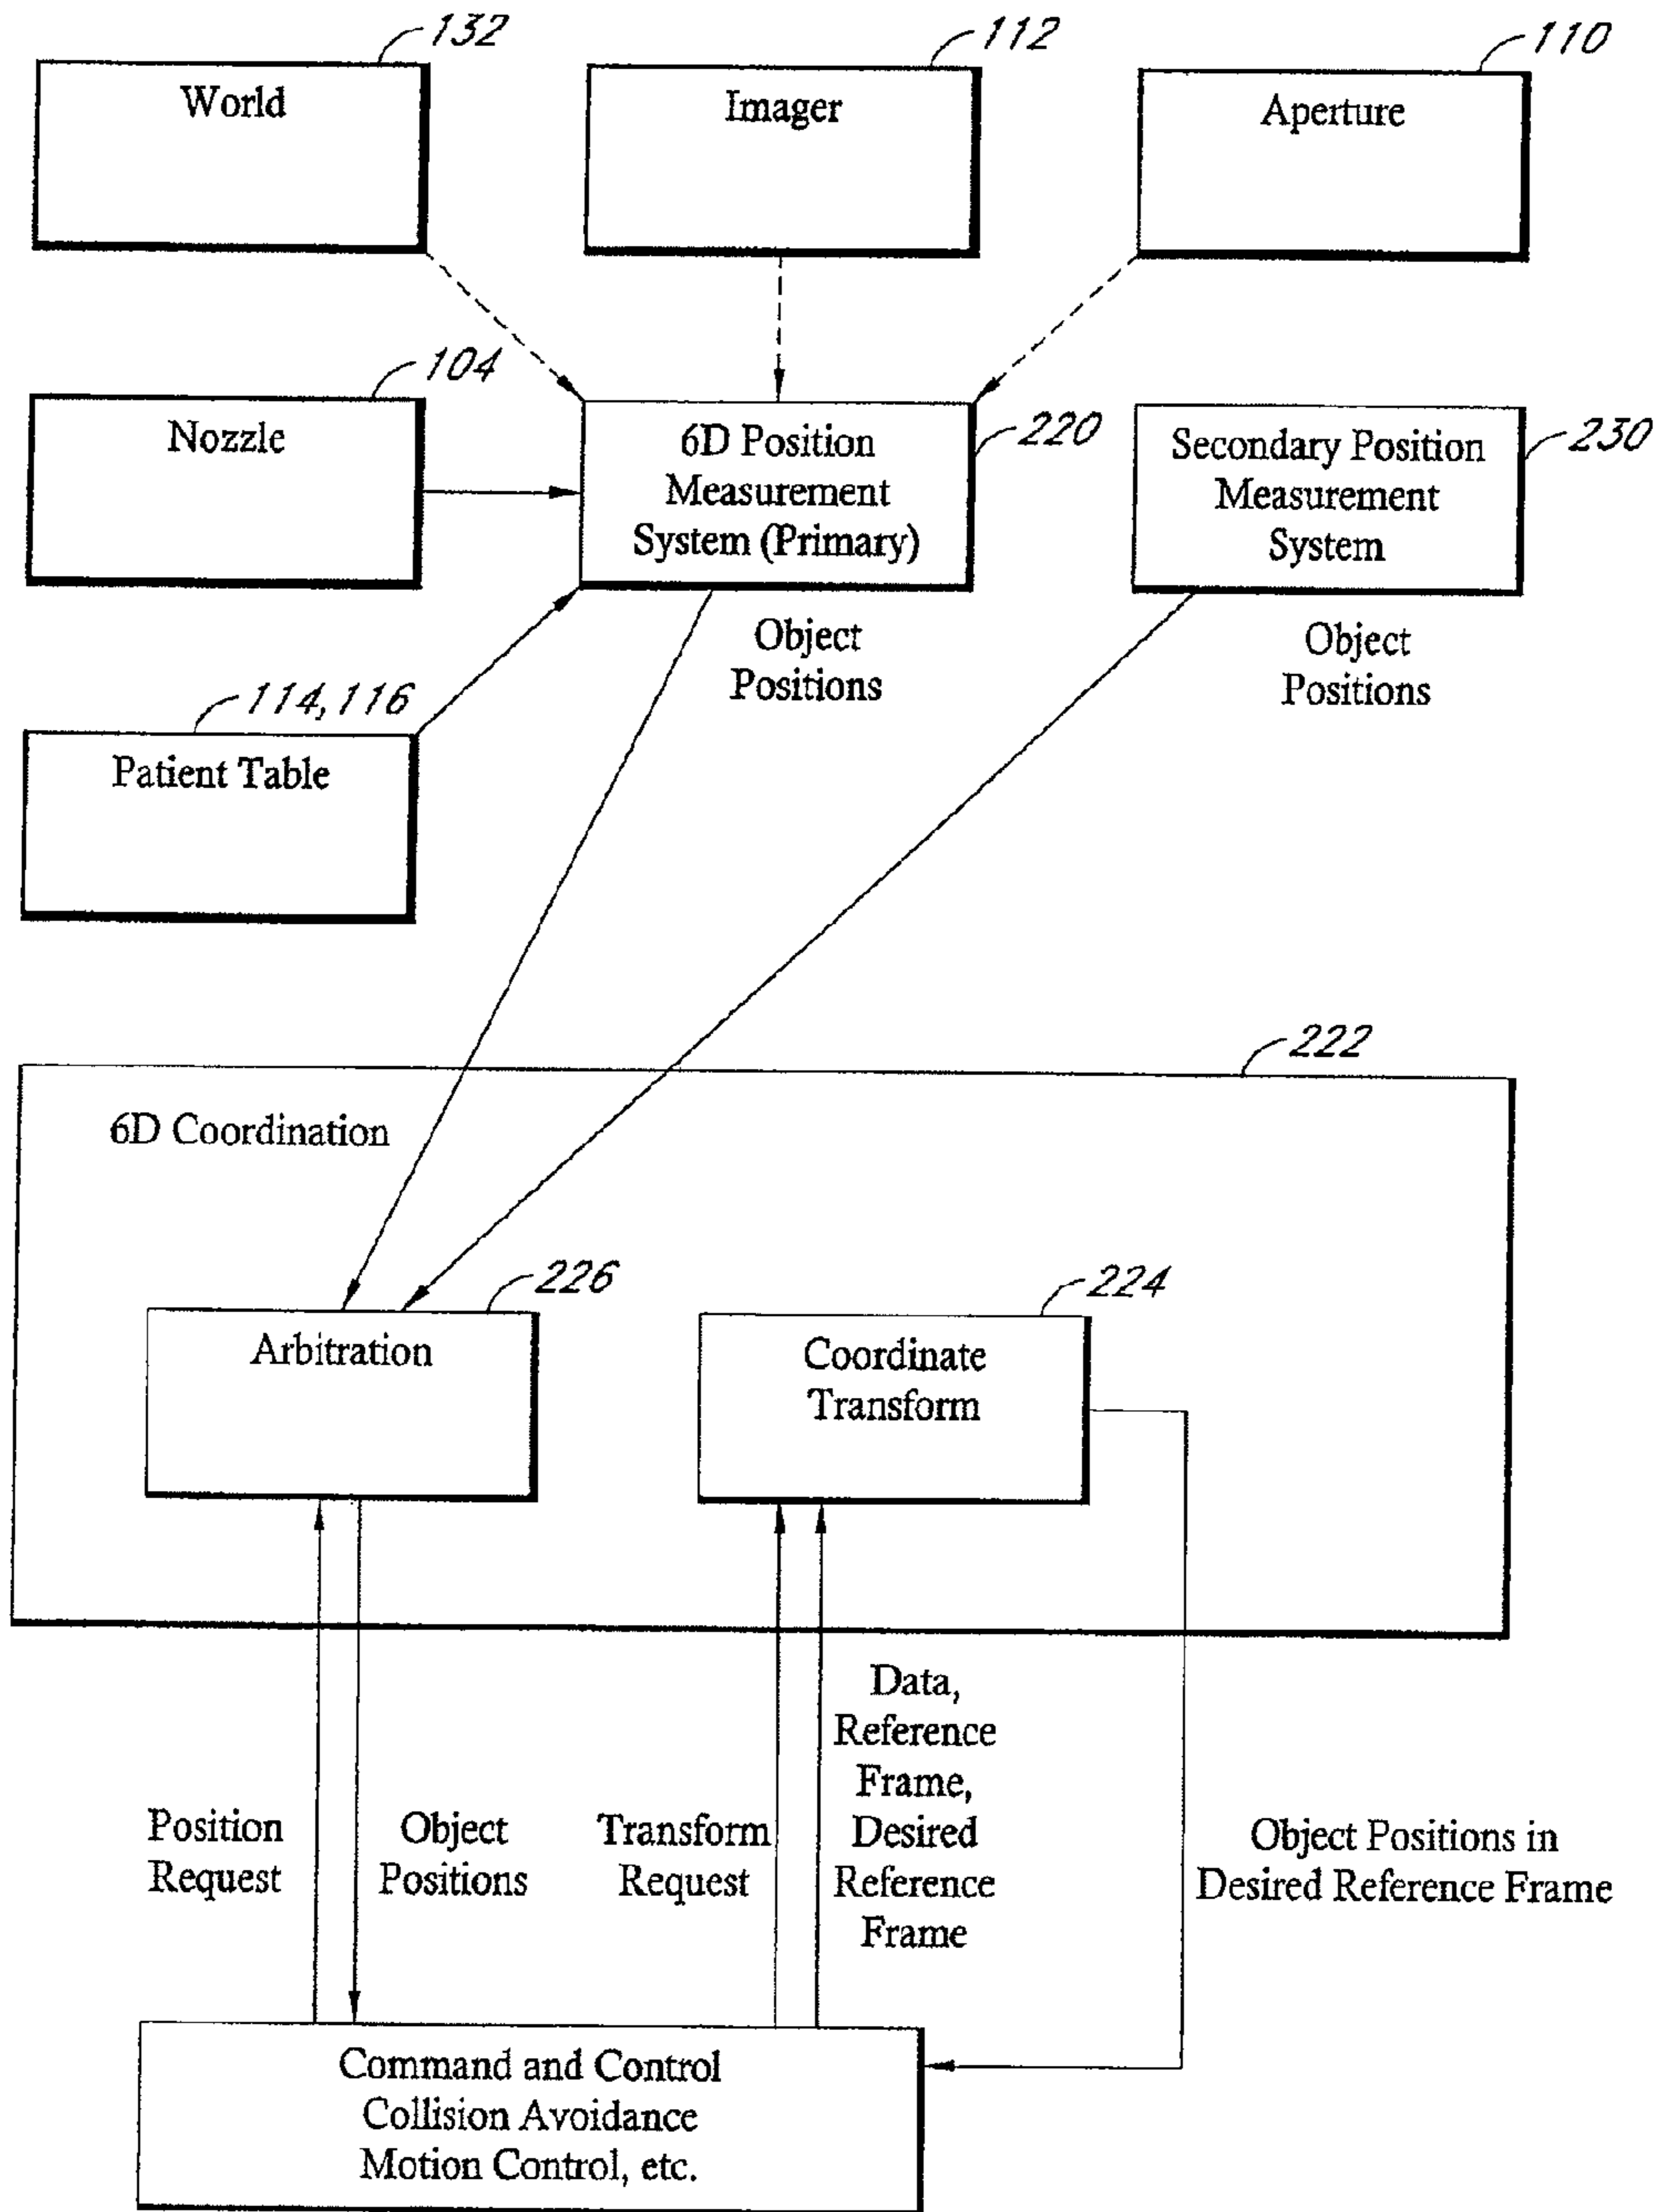 132
World
112
Imager
110
Aperture
104
Nozzle
220
6D Position
Measurement
System (Primary)
230
Secondary Position
Measurement
System
Object
Positions
Object
Positions
114, 116
Patient Table
222
6D Coordination
226
Arbitration
224
Coordinate
Transform
Position
Request
Object
Positions
Transform
Request
Data,
Reference
Frame,
Desired
Reference
Frame
Object Positions in
Desired Reference Frame
Command and Control
Collision Avoidance
Motion Control, etc.